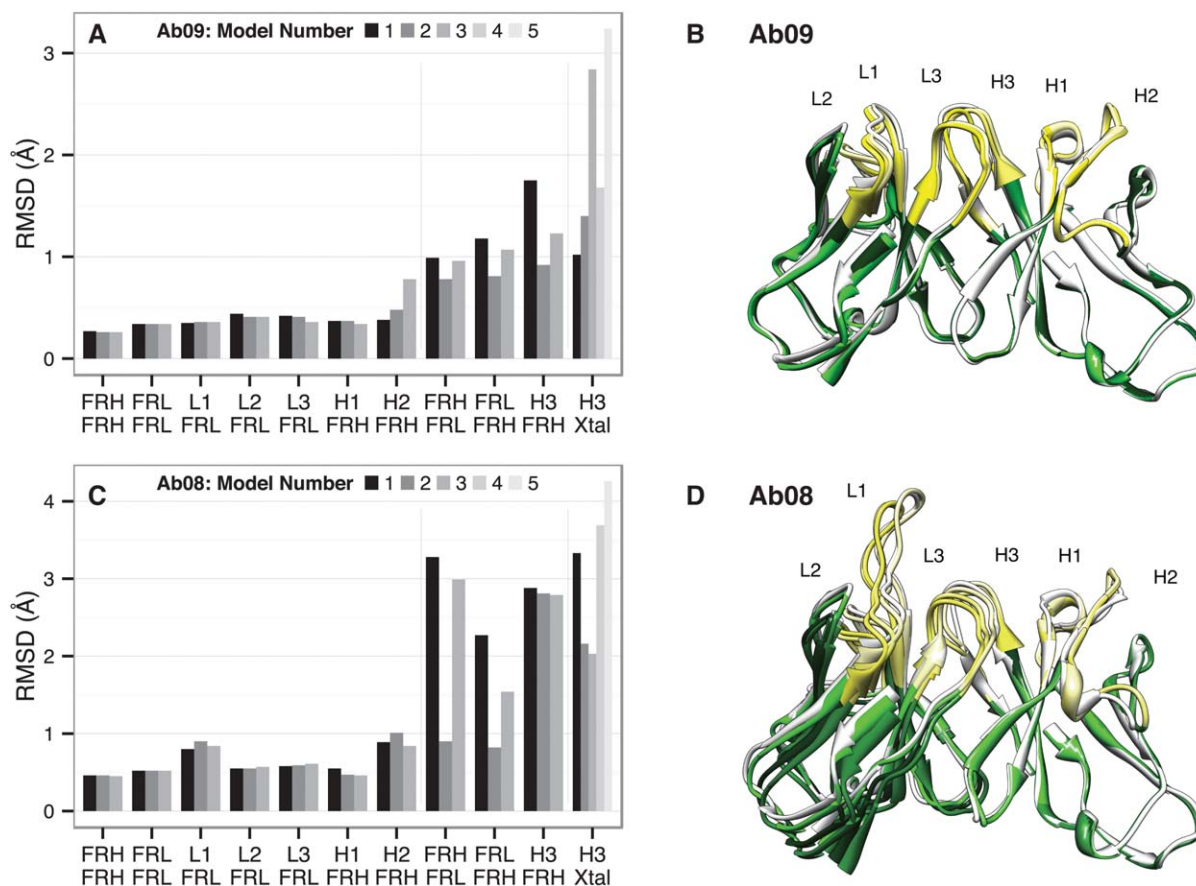 A Ab09: Model Number 1 2 3 4 5
3
2
1
0
RMSD (Å)
FRH FRL L1 L2 L3 H1 H2 FRH FRL H3 H3
FRH FRL FRL FRL FRL FRH FRH FRL FRH FRH Xtal
B Ab09
L1 L3 H3 H1
L2 H2
C Ab08: Model Number 1 2 3 4 5
4
3
2
1
0
RMSD (Å)
FRH FRL L1 L2 L3 H1 H2 FRH FRL H3 H3
FRH FRL FRL FRL FRL FRH FRH FRL FRH FRH Xtal
D Ab08
L1
L3 H3 H1
L2 H2